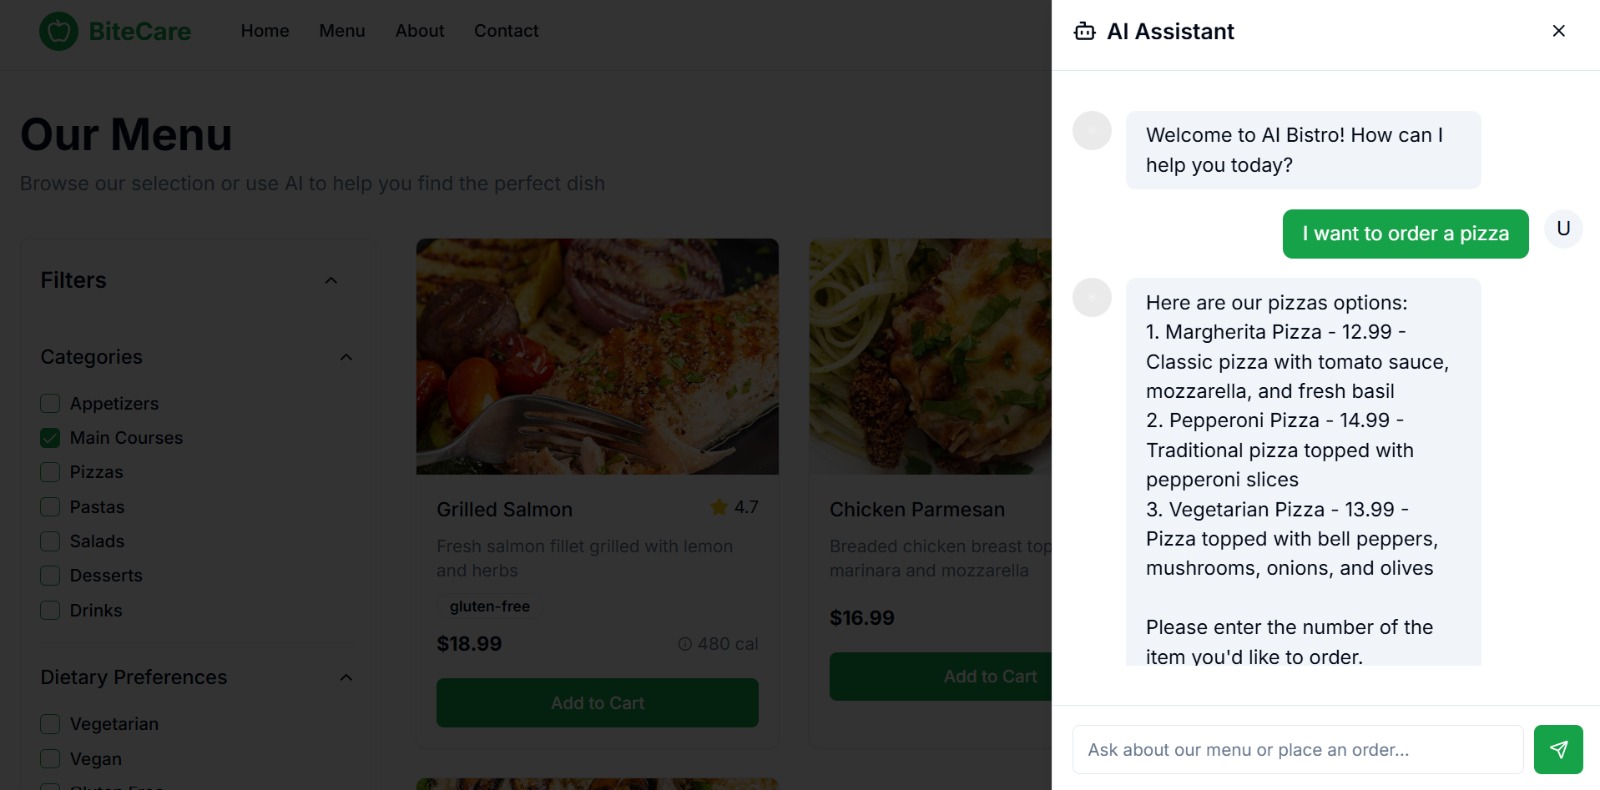 BiteCare
Home
Menu
About
Contact
Our Menu
Browse our selection or use AI to help you find the perfect dish
Filters
Categories
Appetizers
Main Courses
Pizzas
Pastas
Salads
Desserts
Drinks
Dietary Preferences
Vegetarian
Vegan
Gluten Free
Grilled Salmon
4.7
Fresh salmon fillet grilled with lemon
and herbs
gluten-free
$18.99
480 cal
Add to Cart
Chicken Parmesan
Breaded chicken breast top
marinara and mozzarella
$16.99
Add to Cart
AI Assistant
Welcome to AI Bistro! How can I
help you today?
I want to order a pizza
U
Here are our pizzas options:
1. Margherita Pizza - 12.99 -
Classic pizza with tomato sauce,
mozzarella, and fresh basil
2. Pepperoni Pizza - 14.99 -
Traditional pizza topped with
pepperoni slices
3. Vegetarian Pizza - 13.99 -
Pizza topped with bell peppers,
mushrooms, onions, and olives
Please enter the number of the
item you'd like to order.
Ask about our menu or place an order...